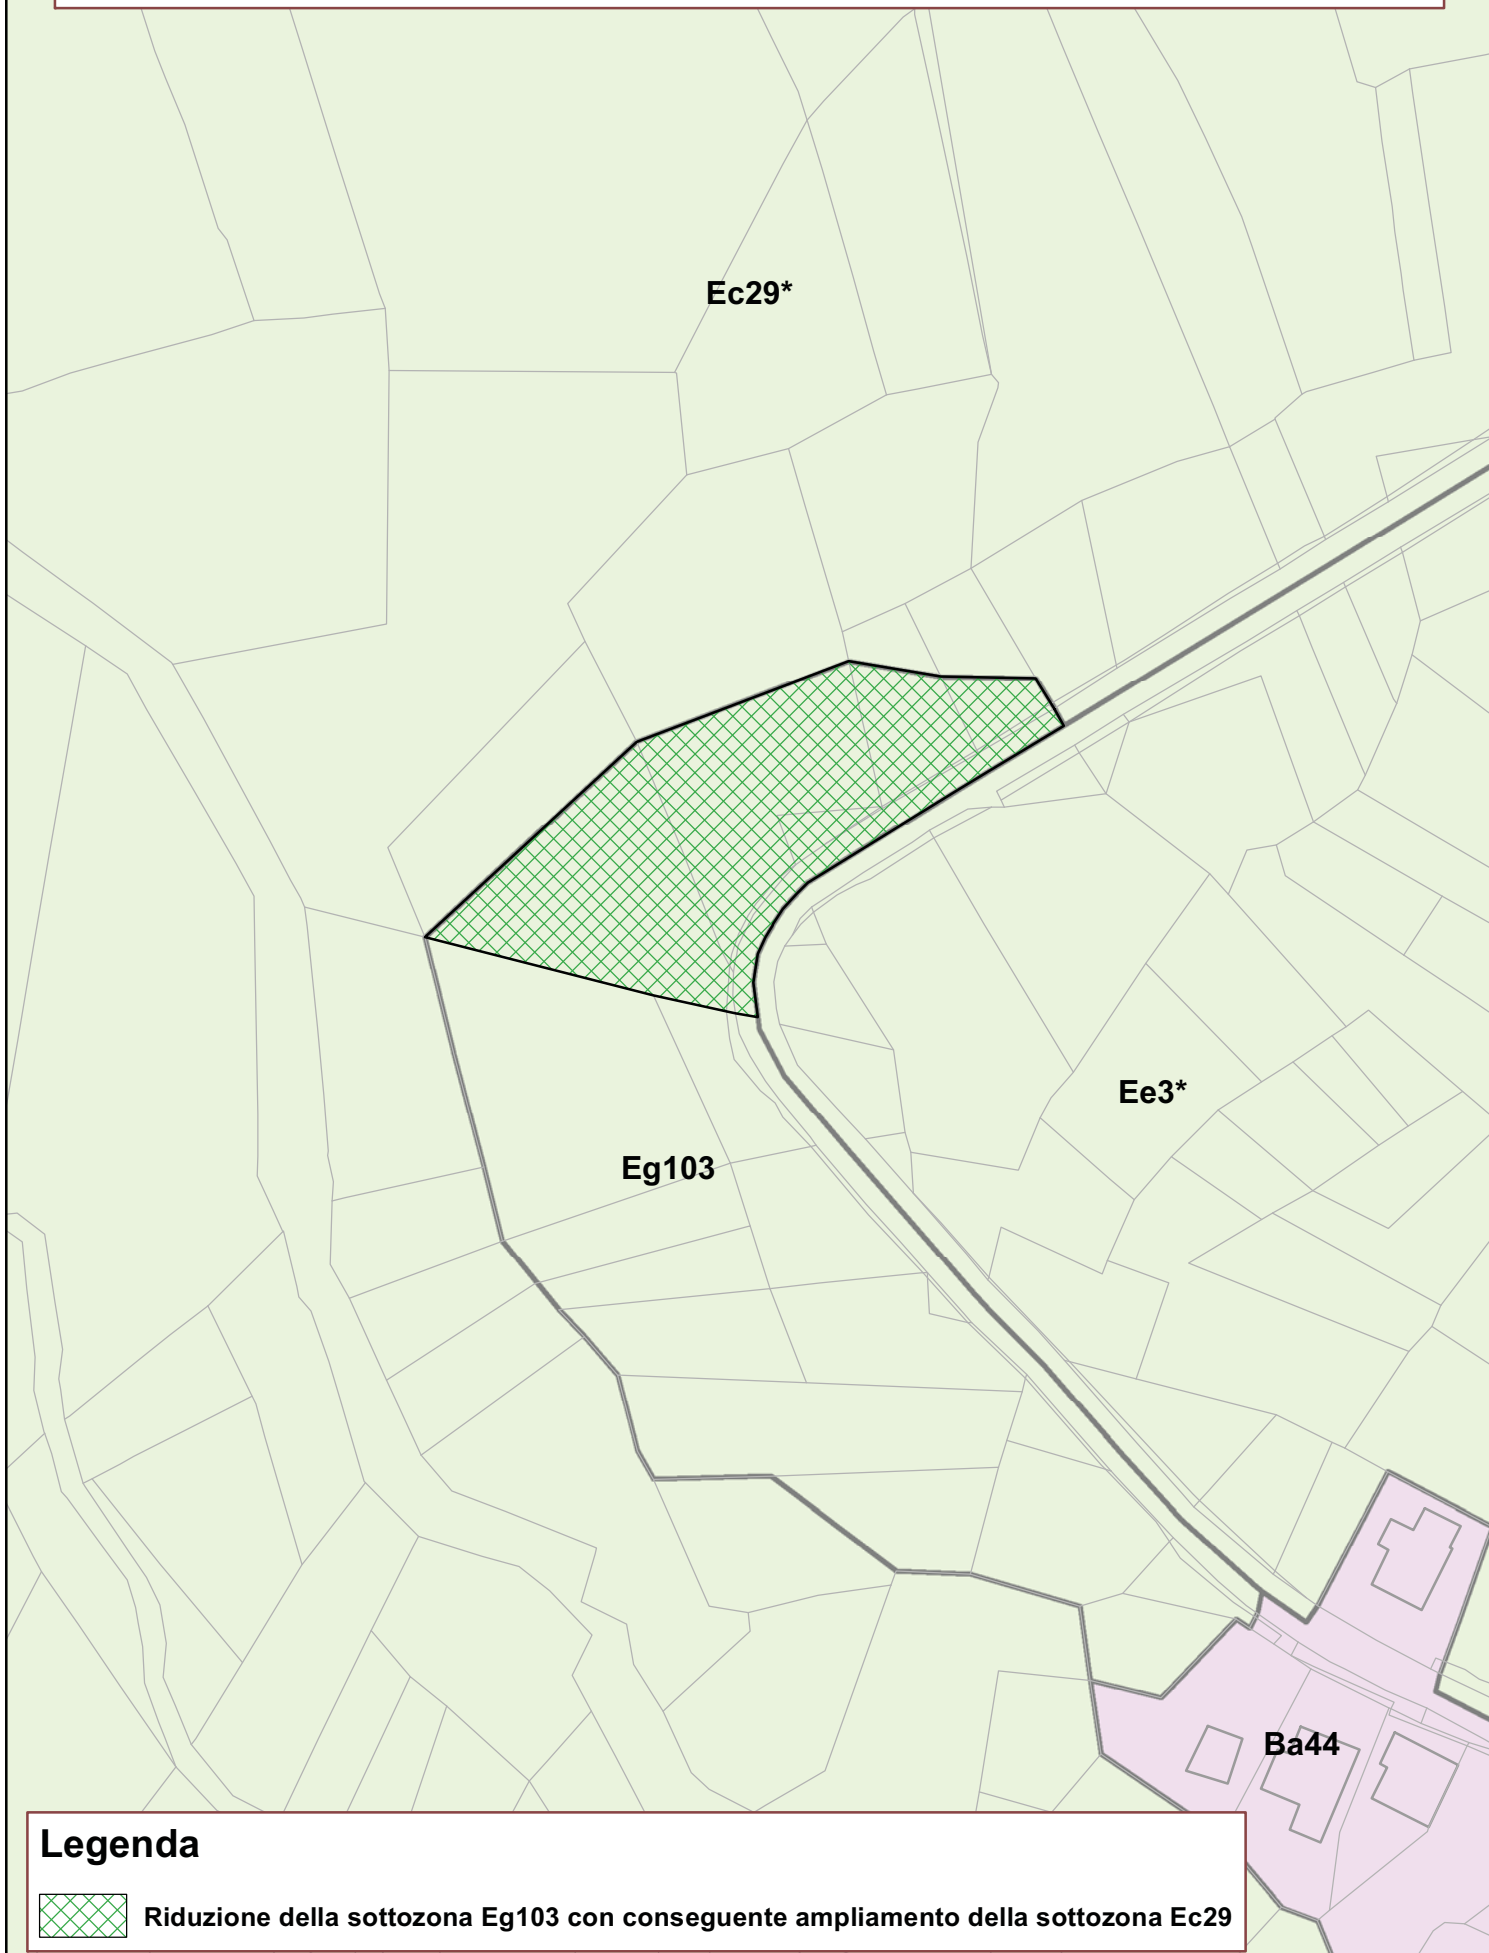 Ec29*
Ee3*
Eg103
Ba44
Legenda
Riduzione della sottozona Eg103 con conseguente ampliamento della sottozona Ec29